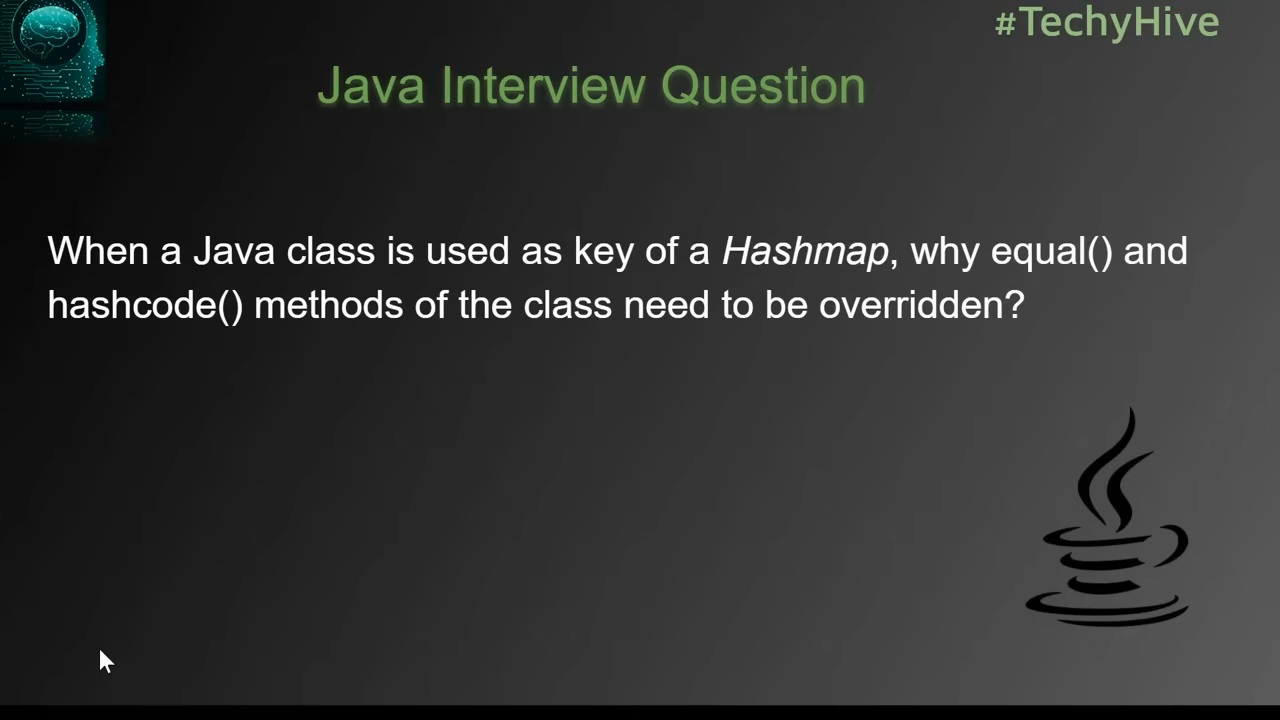 #TechyHive
Java Interview Question
When a Java class is used as key of a Hashmap, why equal() and
hashcode() methods of the class need to be overridden?